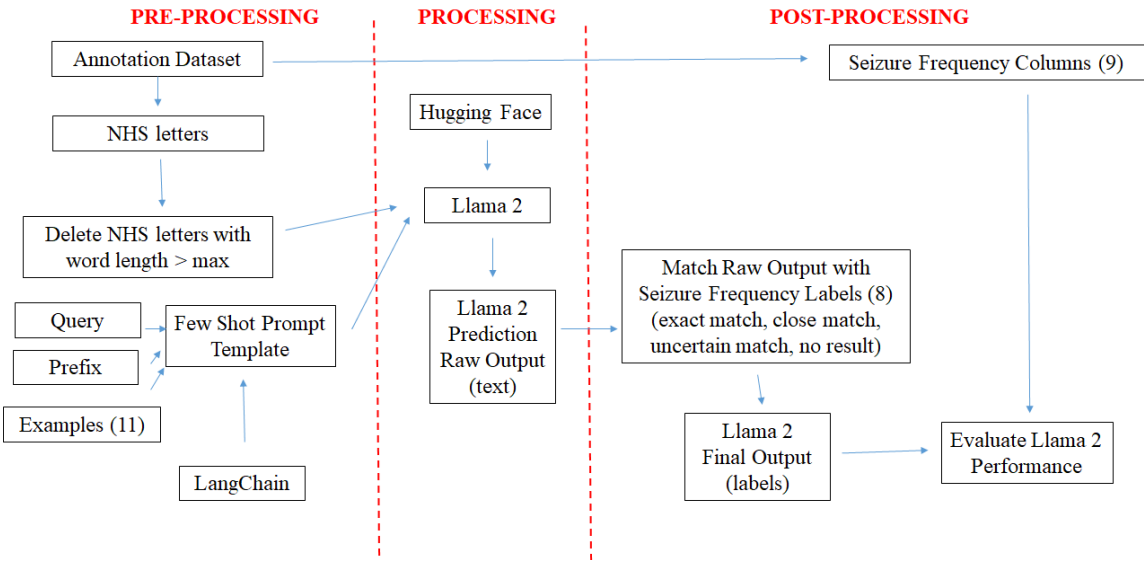 PRE-PROCESSING
PROCESSING
POST-PROCESSING
Annotation Dataset
Seizure Frequency Columns (9)
NHS letters
Hugging Face
Delete NHS letters with
word length > max
Llama 2
Query
Prefix
Examples (11)
Few Shot Prompt
Template
LangChain
Llama 2
Prediction
Raw Output
(text)
Match Raw Output with
Seizure Frequency Labels (8)
(exact match, close match,
uncertain match, no result)
Llama 2
Final Output
(labels)
Evaluate Llama 2
Performance